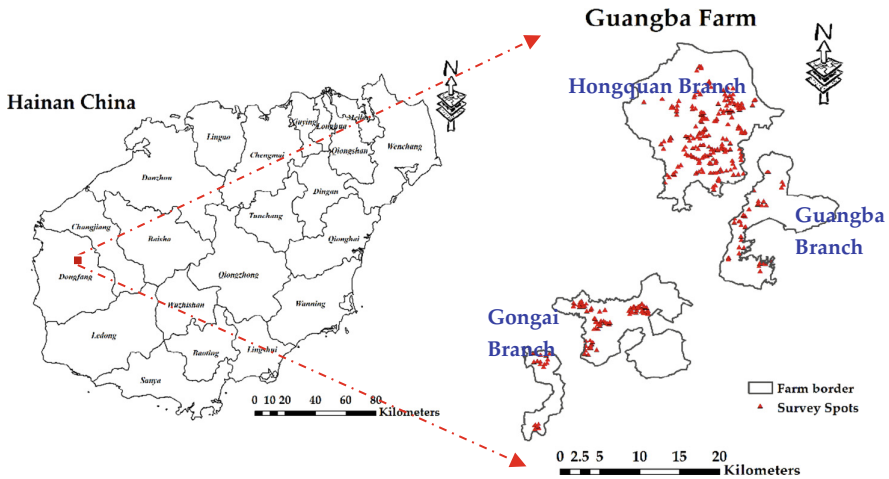 Guangba Farm
N
Hainan China
N
Hongquan Branch
Lingao
Meilan
Longhua
Qiongshan
Wenchang
Chengmai
Danzhou
Dingan
Tunchang
Changjiang
Baisha
Qionghai
Guangba
Branch
Dongfang
Qiongzhong
Wuzhishan
Wanning
Gongai
Branch
Ledong
Baoting
Lingshui
Sanya
Farm border
Survey Spots
0 10 20 40 60 80
Kilometers
0 2.5 5 10 15 20
Kilometers